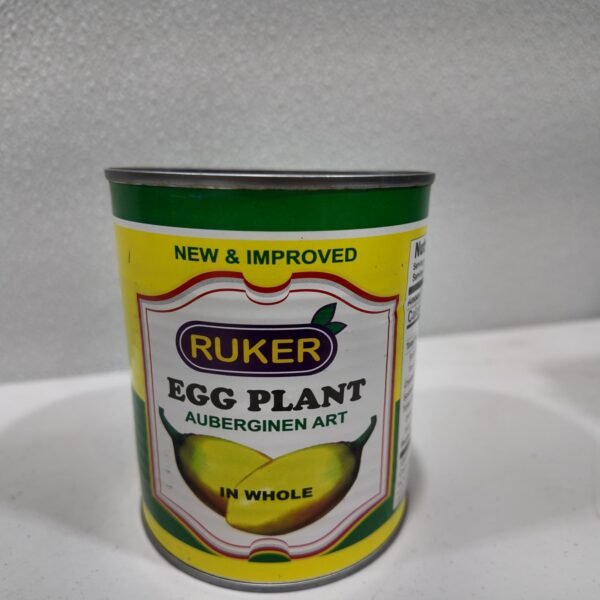 NEW & IMPROVED
RUKER
EGG PLANT
AUBERGINEN ART
IN WHOLE